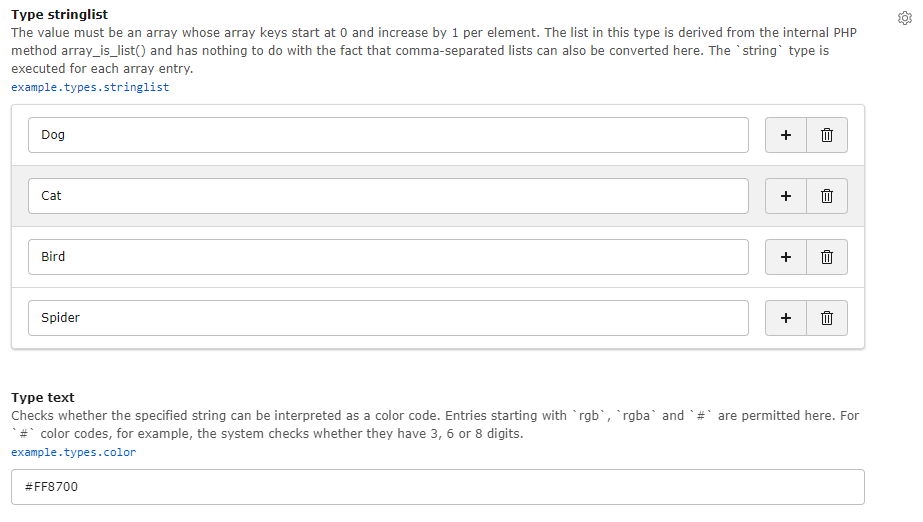 Type stringlist
The value must be an array whose array keys start at 0 and increase by 1 per element. The list in this type is derived from the internal PHP
method array_is_list() and has nothing to do with the fact that comma-separated lists can also be converted here. The `string` type is
executed for each array entry.
example.types.stringlist
Dog
Cat
Bird
Spider
Type text
Checks whether the specified string can be interpreted as a color code. Entries starting with `rgb`, `rgba` and `#` are permitted here. For
`#` color codes, for example, the system checks whether they have 3, 6 or 8 digits.
example.types.color
#FF8700